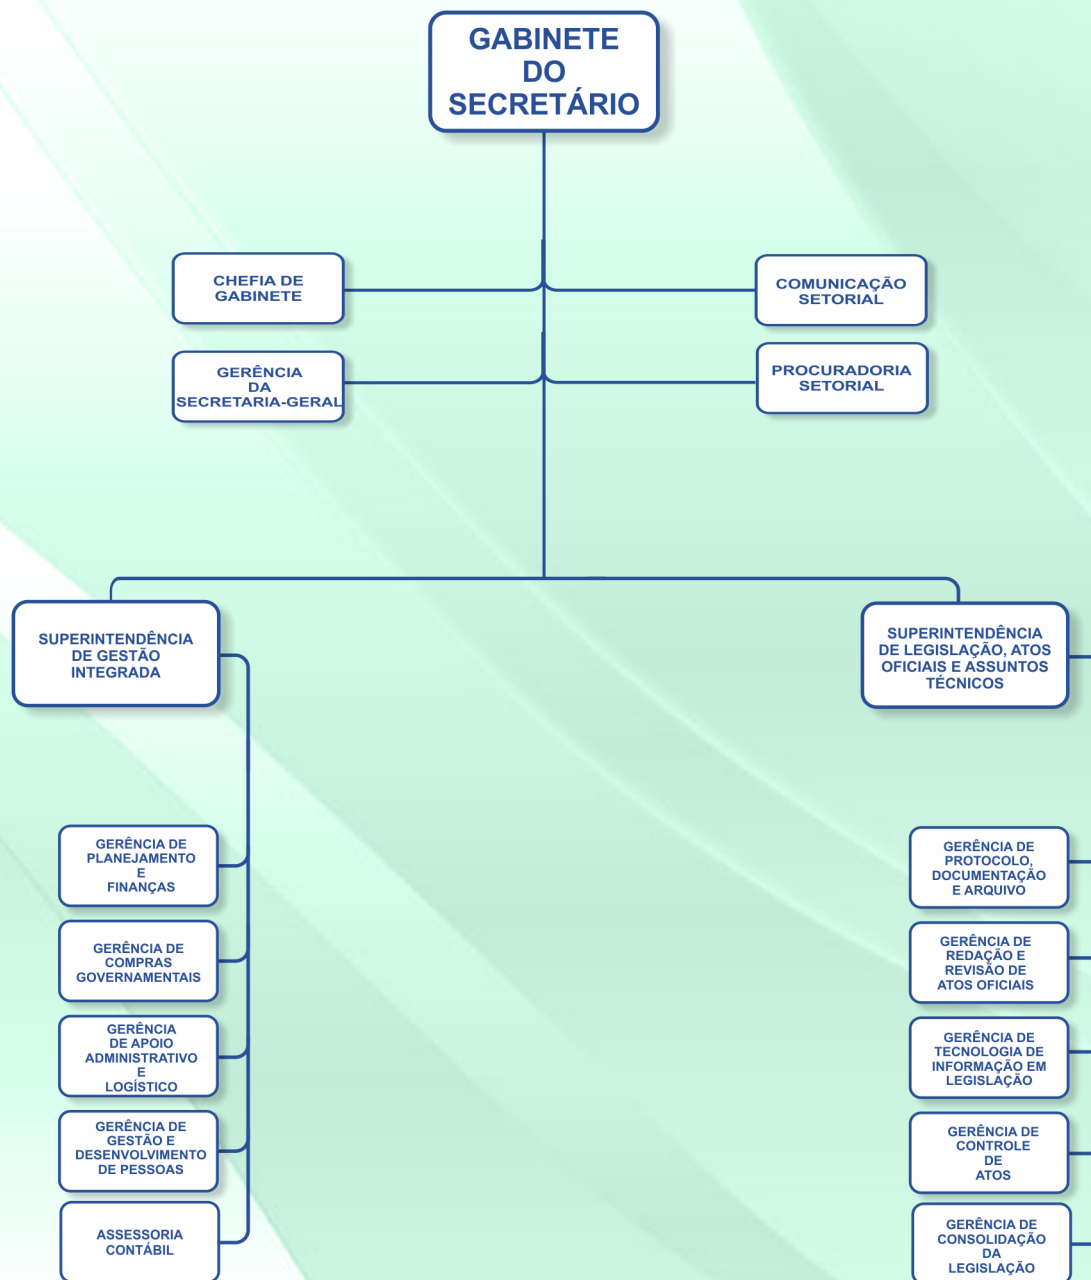 GABINETE
DO
SECRETÁRIO
CHEFIA DE
GABINETE
COMUNICAÇÃO
SETORIAL
GERÊNCIA
DA
SECRETARIA-GERAL
PROCURADORIA
SETORIAL
SUPERINTENDÊNCIA
DE GESTÃO
INTEGRADA
SUPERINTENDÊNCIA
DE LEGISLAÇÃO, ATOS
OFICIAIS E ASSUNTOS
TÉCNICOS
GERÊNCIA DE
PLANEJAMENTO
E
FINANÇAS
GERÊNCIA DE
COMPRAS
GOVERNAMENTAIS
GERÊNCIA
DE APOIO
ADMINISTRATIVO
E
LOGÍSTICO
GERÊNCIA DE
GESTÃO E
DESENVOLVIMENTO
DE PESSOAS
ASSESSORIA
CONTÁBIL
GERÊNCIA DE
PROTOCOLO,
DOCUMENTAÇÃO
E ARQUIVO
GERÊNCIA DE
REDAÇÃO E
REVISÃO DE
ATOS OFICIAIS
GERÊNCIA DE
TECNOLOGIA DE
INFORMAÇÃO EM
LEGISLAÇÃO
GERÊNCIA DE
CONTROLE
DE
ATOS
GERÊNCIA DE
CONSOLIDAÇÃO
DA
LEGISLAÇÃO